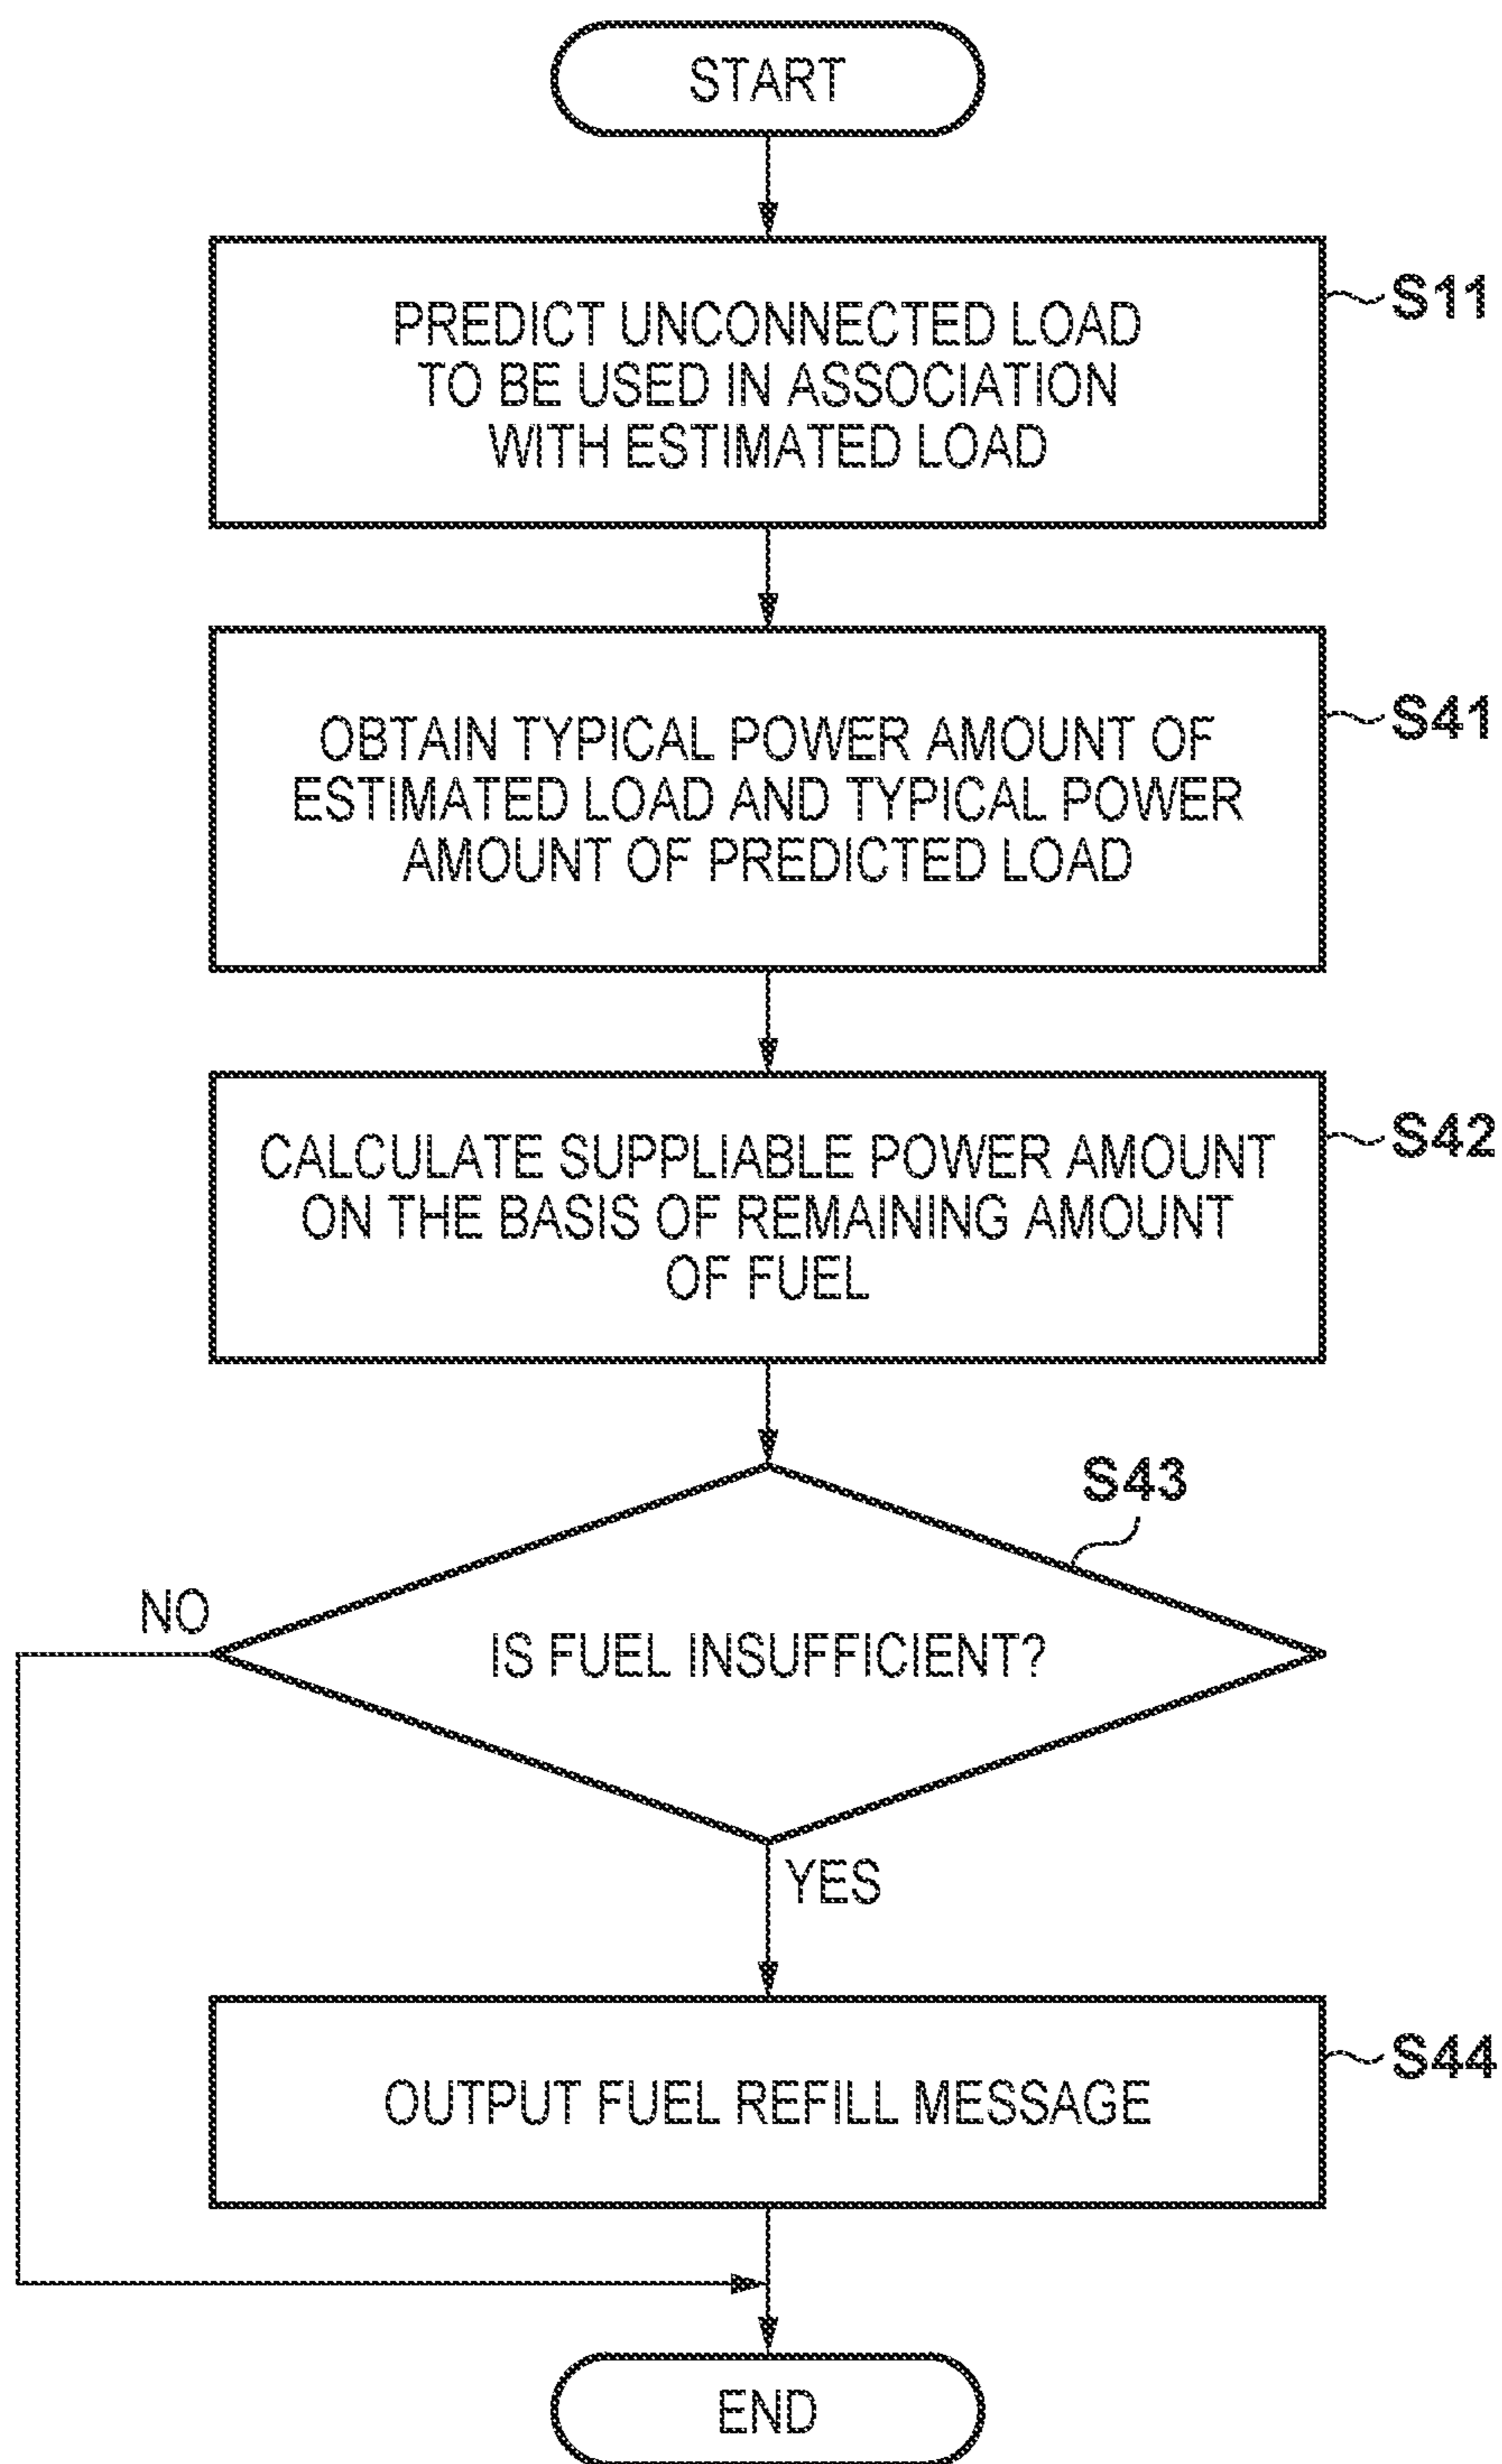 START
PREDICT UNCONNECTED LOAD
TO BE USED IN ASSOCIATION
WITH ESTIMATED LOAD
S11
OBTAIN TYPICAL POWER AMOUNT OF
ESTIMATED LOAD AND TYPICAL POWER
AMOUNT OF PREDICTED LOAD
S41
CALCULATE SUPPLIABLE POWER AMOUNT
ON THE BASIS OF REMAINING AMOUNT
OF FUEL
S42
S43
NO
IS FUEL INSUFFICIENT?
YES
OUTPUT FUEL REFILL MESSAGE
S44
END